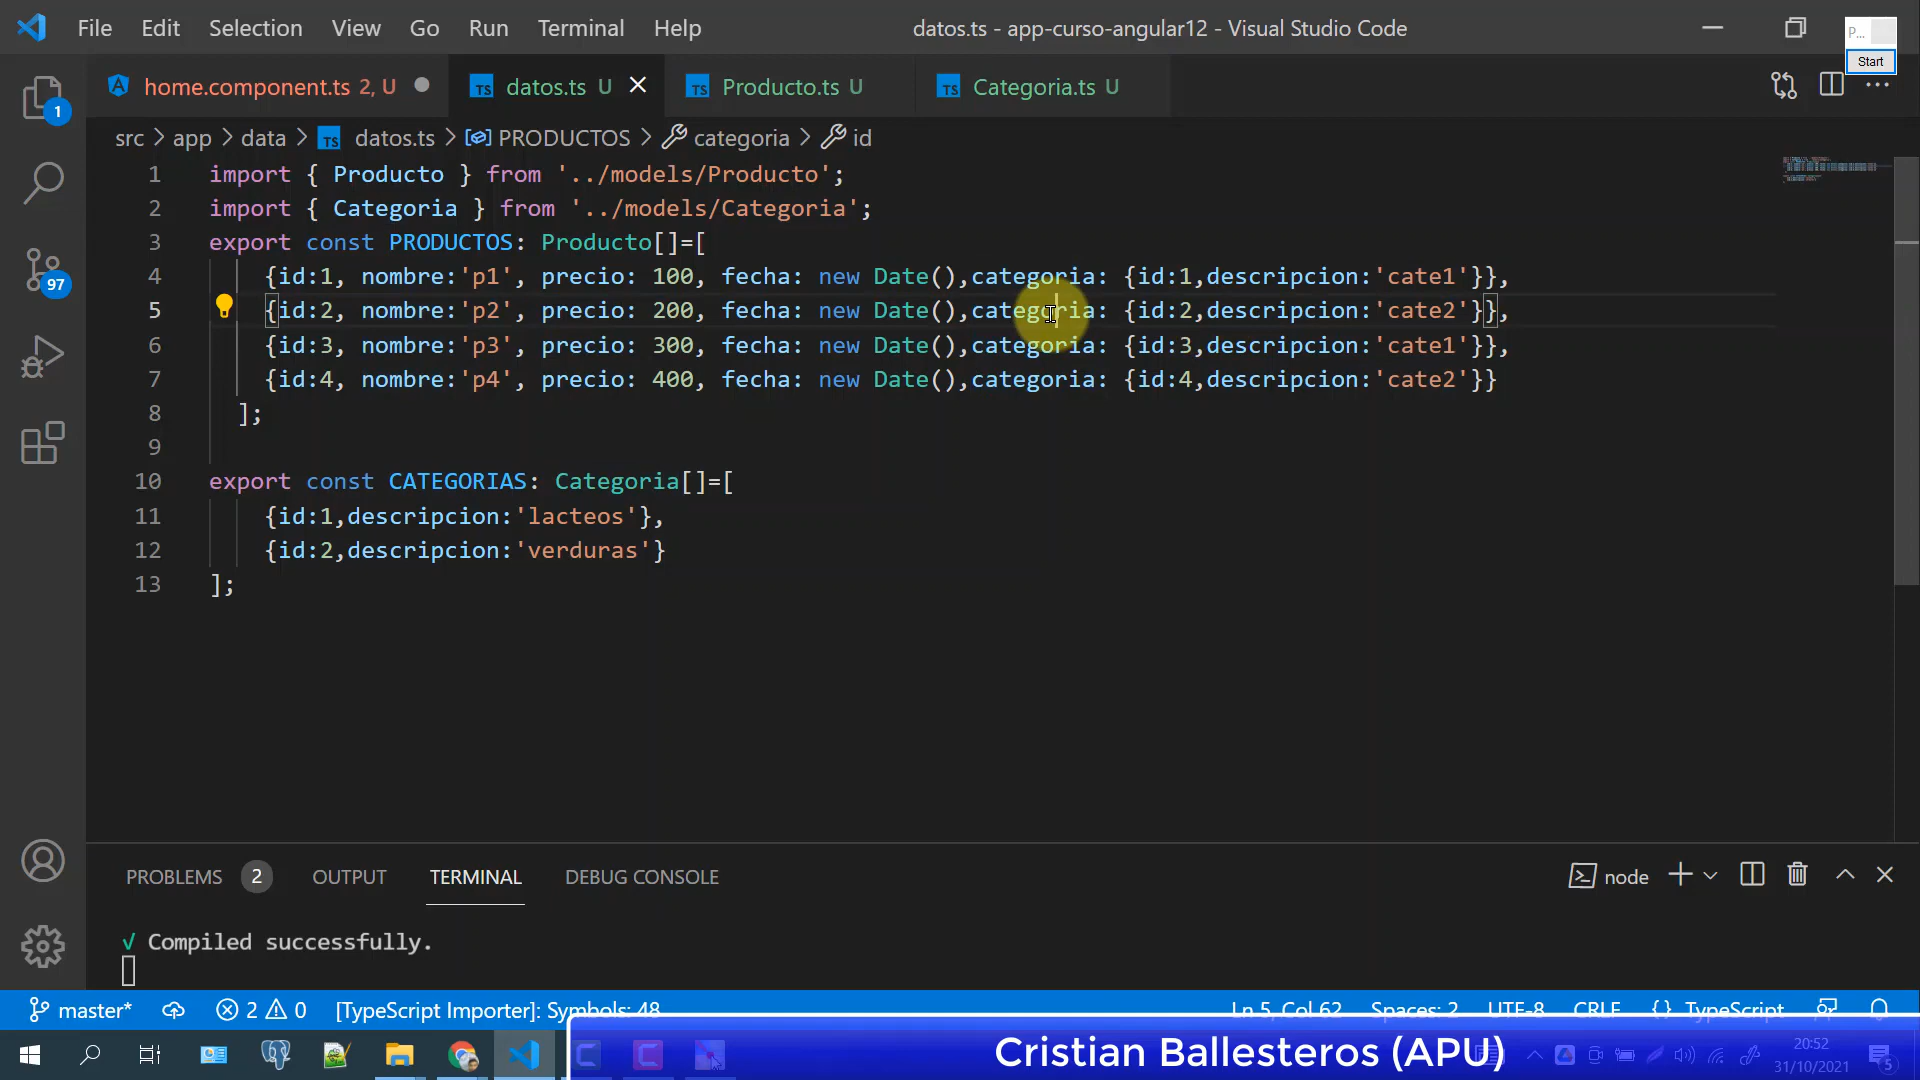 File Edit Selection View Go Run Terminal Help datos.ts - app-curso-angular12 - Visual Studio Code
P...
Start
home.component.ts 2, U datos.ts U Producto.ts U Categoria.ts U
1
src > app > data > TS datos.ts > PRODUCTOS > categoria > id
1 import { Producto } from '../models/Producto';
2 import { Categoria } from '../models/Categoria';
3 export const PRODUCTOS: Producto[]=[
4 {id:1, nombre:'p1', precio: 100, fecha: new Date(),categoria: {id:1,descripcion:'cate1'}},
5 {id:2, nombre:'p2', precio: 200, fecha: new Date(),categoria: {id:2,descripcion:'cate2'}},
6 {id:3, nombre:'p3', precio: 300, fecha: new Date(),categoria: {id:3,descripcion:'cate1'}},
7 {id:4, nombre:'p4', precio: 400, fecha: new Date(),categoria: {id:4,descripcion:'cate2'}}
8 ];
9
10 export const CATEGORIAS: Categoria[]=[
11 {id:1,descripcion:'lacteos'},
12 {id:2,descripcion:'verduras'}
13 ];
97
PROBLEMS 2 OUTPUT TERMINAL DEBUG CONSOLE node
√ Compiled successfully.
master* 2 0 [TypeScript Importer]: Symbols: 48 Ln 5, Col 62 Spaces: 2 UTF-8 CRLF {} TypeScript
Cristian Ballesteros (APU)
20:52
31/10/2021
5